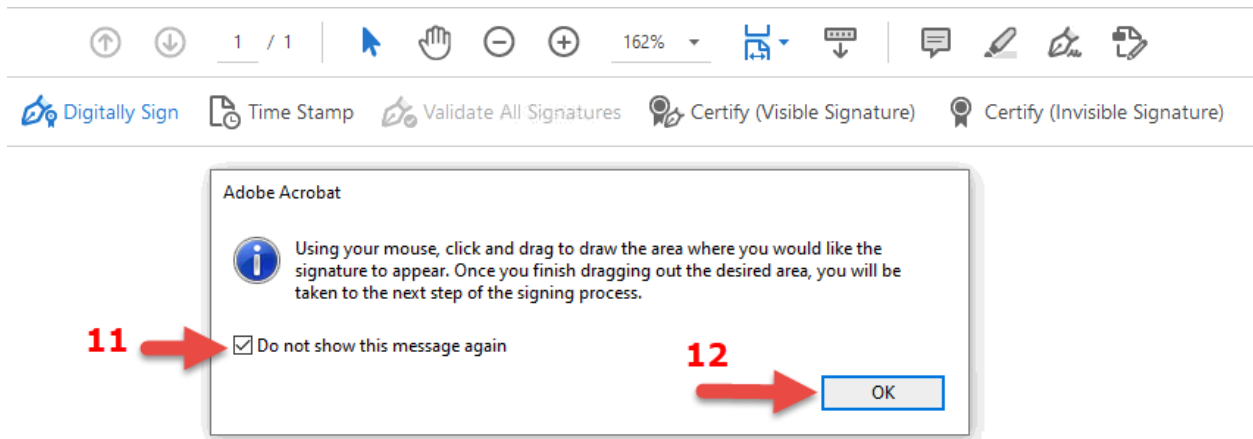 1 / 1 162%
Digitally Sign Time Stamp Validate All Signatures Certify (Visible Signature) Certify (Invisible Signature)
Adobe Acrobat
Using your mouse, click and drag to draw the area where you would like the
signature to appear. Once you finish dragging out the desired area, you will be
taken to the next step of the signing process.
11 Do not show this message again
12
OK